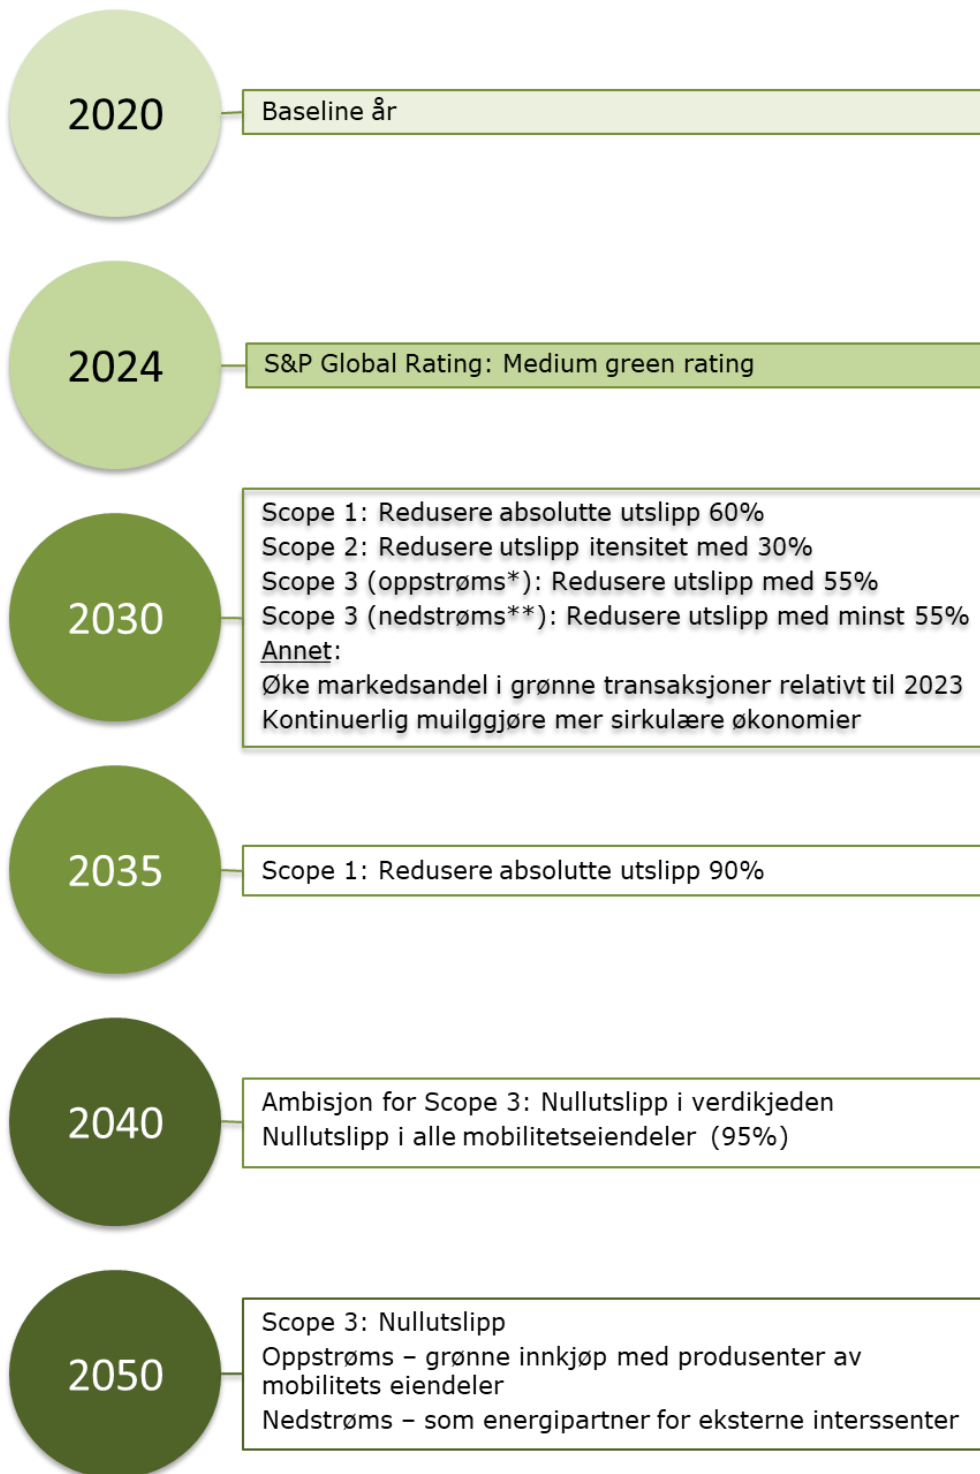 2020
Baseline år
2024
S&P Global Rating: Medium green rating
2030
Scope 1: Redusere absolutte utslipp 60%
Scope 2: Redusere utslipp itensitet med 30%
Scope 3 (oppstrøms*): Redusere utslipp med 55%
Scope 3 (nedstrøms**): Redusere utslipp med minst 55%
Annet:
Øke markedsandel i grønne transaksjoner relativt til 2023
Kontinuerlig muilggjøre mer sirkulære økonomier
2035
Scope 1: Redusere absolutte utslipp 90%
2040
Ambisjon for Scope 3: Nullutslipp i verdikjeden
Nullutslipp i alle mobilitetseiendeler (95%)
2050
Scope 3: Nullutslipp
Oppstrøms – grønne innkjøp med produsenter av
mobilitets eiendeler
Nedstrøms – som energipartner for eksterne interssenter